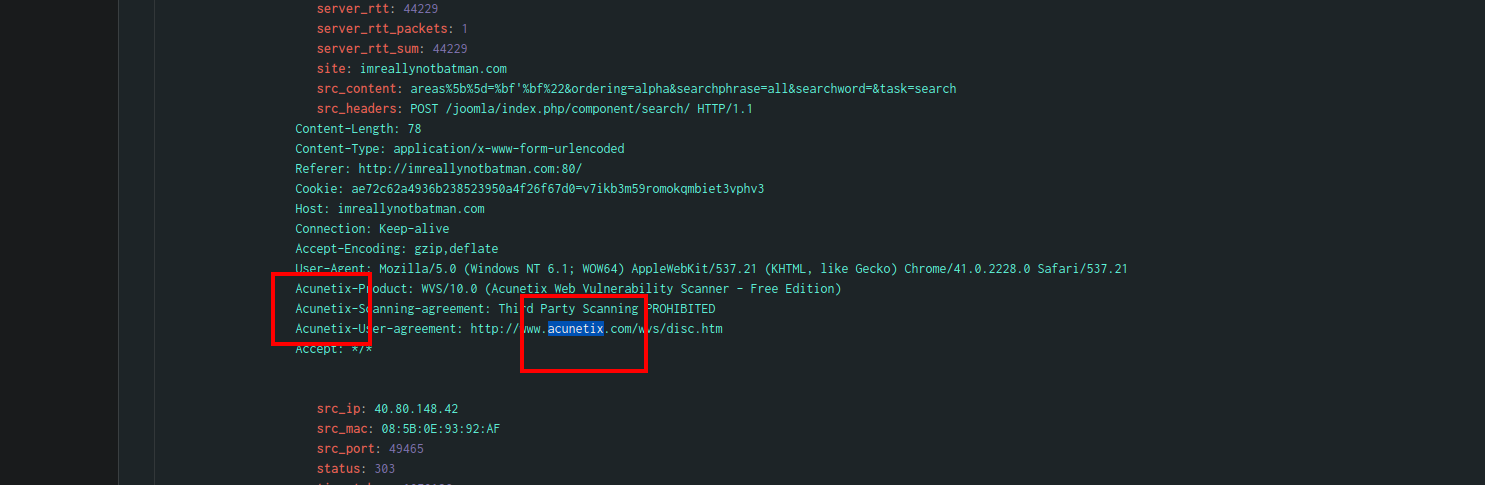 server_rtt: 44229
server_rtt_packets: 1
server_rtt_sum: 44229
site: imreallynotbatman.com
src_content: areas%5b%5d=%bf'%bf%22&ordering=alpha&searchphrase=all&searchword=&task=search
src_headers: POST /joomla/index.php/component/search/ HTTP/1.1
Content-Length: 78
Content-Type: application/x-www-form-urlencoded
Referer: http://imreallynotbatman.com:80/
Cookie: ae72c62a4936b238523950a4f26f67d0=v7ikb3m59romokqmbiet3vphv3
Host: imreallynotbatman.com
Connection: Keep-alive
Accept-Encoding: gzip,deflate
User-Agent: Mozilla/5.0 (Windows NT 6.1; WOW64) AppleWebKit/537.21 (KHTML, like Gecko) Chrome/41.0.2228.0 Safari/537.21
Acunetix-Product: WVS/10.0 (Acunetix Web Vulnerability Scanner - Free Edition)
Acunetix-Scanning-agreement: Third Party Scanning PROHIBITED
Acunetix-User-agreement: http://www.acunetix.com/wvs/disc.htm
Accept: */*
src_ip: 40.80.148.42
src_mac: 08:5B:0E:93:92:AF
src_port: 49465
status: 303